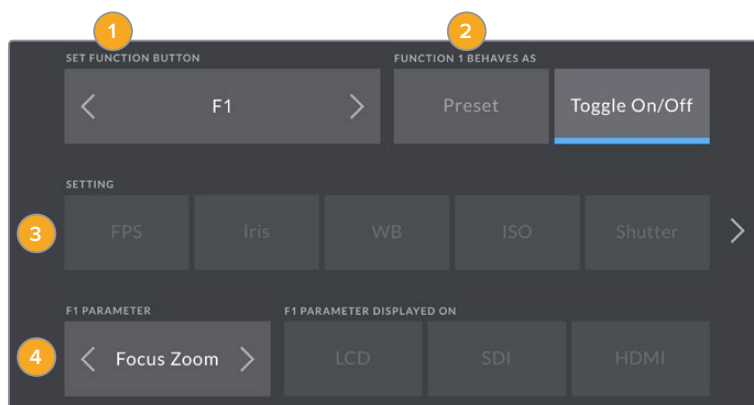 1 2
SET FUNCTION BUTTON FUNCTION 1 BEHAVES AS
F1 Preset Toggle On/Off
SETTING
3 FPS Iris WB ISO Shutter
F1 PARAMETER F1 PARAMETER DISPLAYED ON
4 Focus Zoom LCD SDI HDMI